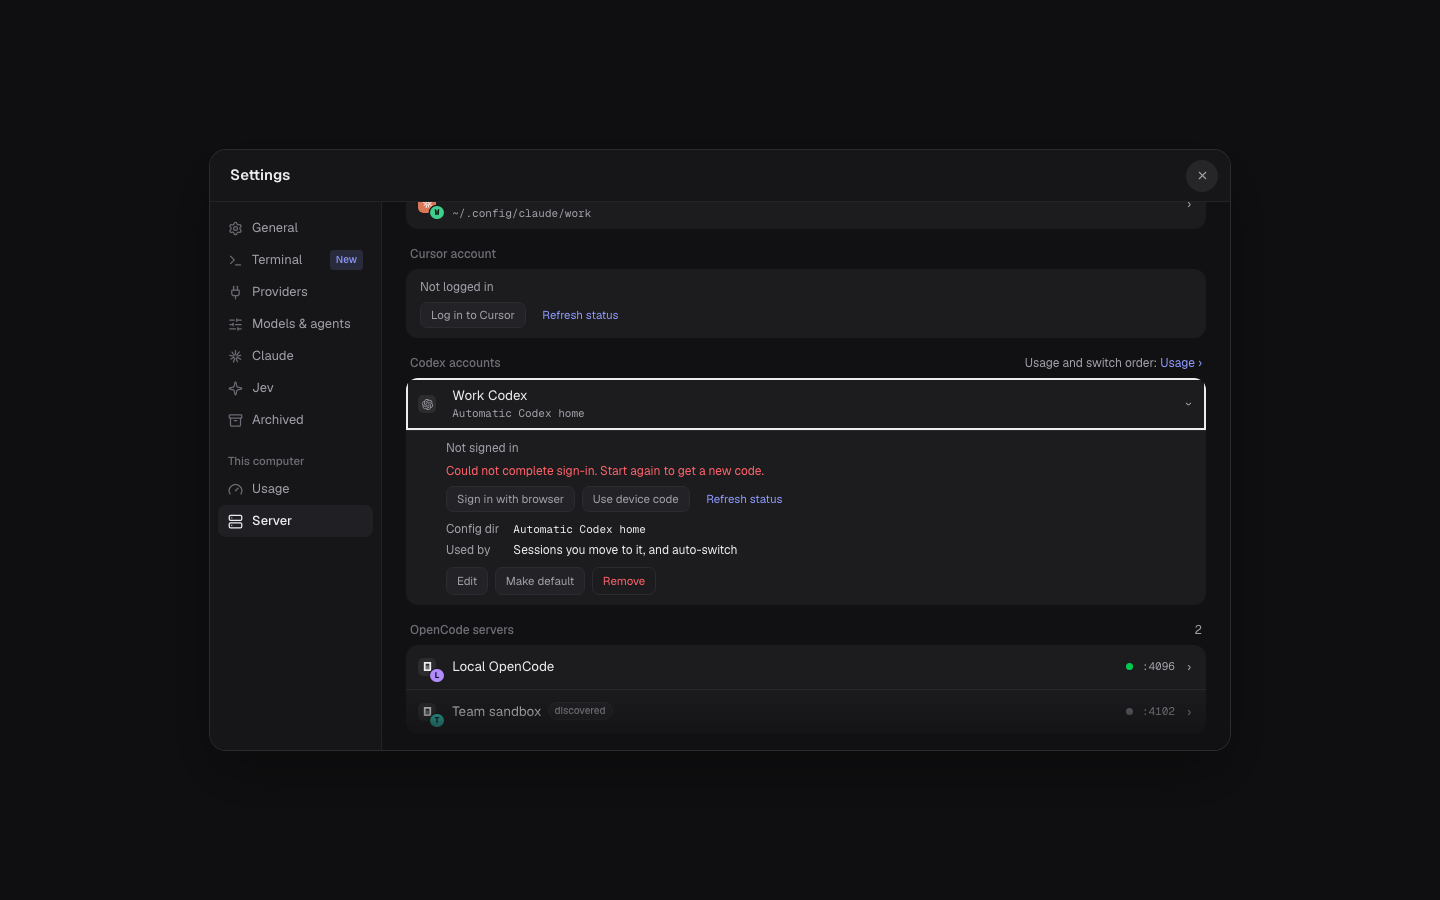 Settings
General
Terminal New
Providers
Models & agents
Claude
Jev
Archived
This computer
Usage
Server
W
~/.config/claude/work
Cursor account
Not logged in
Log in to Cursor Refresh status
Codex accounts Usage and switch order: Usage ›
Work Codex
Automatic Codex home
Not signed in
Could not complete sign-in. Start again to get a new code.
Sign in with browser Use device code Refresh status
Config dir Automatic Codex home
Used by Sessions you move to it, and auto-switch
Edit Make default Remove
OpenCode servers 2
Local OpenCode :4096
L
Team sandbox discovered :4102
T